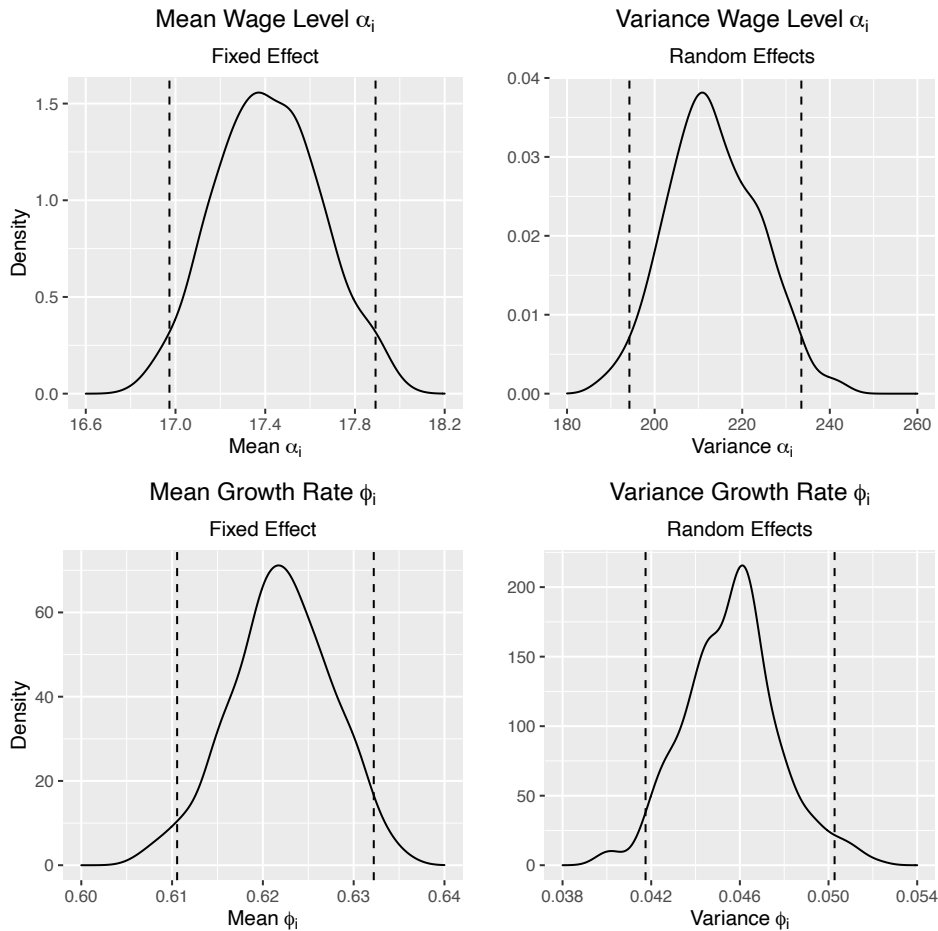 Mean Wage Level αi
Fixed Effect
Density
1.5
1.0
0.5
0.0
16.6 17.0 17.4 17.8 18.2
Mean αi
Variance Wage Level αi
Random Effects
0.04
0.03
0.02
0.01
0.00
180 200 220 240 260
Variance αi
Mean Growth Rate ϕi
Fixed Effect
Density
60
40
20
0
0.60 0.61 0.62 0.63 0.64
Mean ϕi
Variance Growth Rate ϕi
Random Effects
200
150
100
50
0
0.038 0.042 0.046 0.050 0.054
Variance ϕi